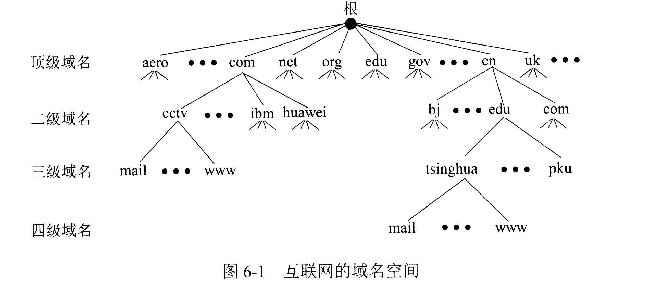 根
顶级域名 aero ••• com net org edu gov ••• cn uk •••
二级域名 cctv ••• ibm huawei bj ••• edu com
三级域名 mail ••• www tsinghua ••• pku
四级域名 mail ••• www
图 6-1 互联网的域名空间